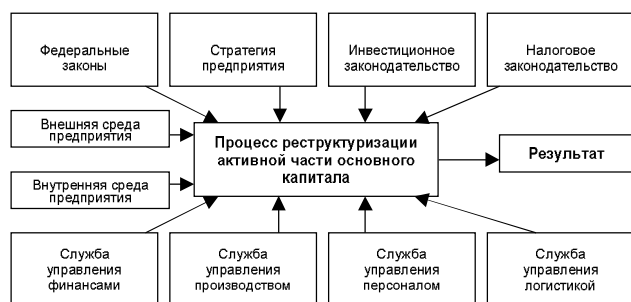 Федеральные
законы
Стратегия
предприятия
Инвестиционное
законодательство
Налоговое
законодательство
Внешняя среда
предприятия
Процесс реструктуризации
активной части основного
капитала
Результат
Внутренняя среда
предприятия
Служба
управления
финансами
Служба
управления
производством
Служба
управления
персоналом
Служба
управления
логистикой